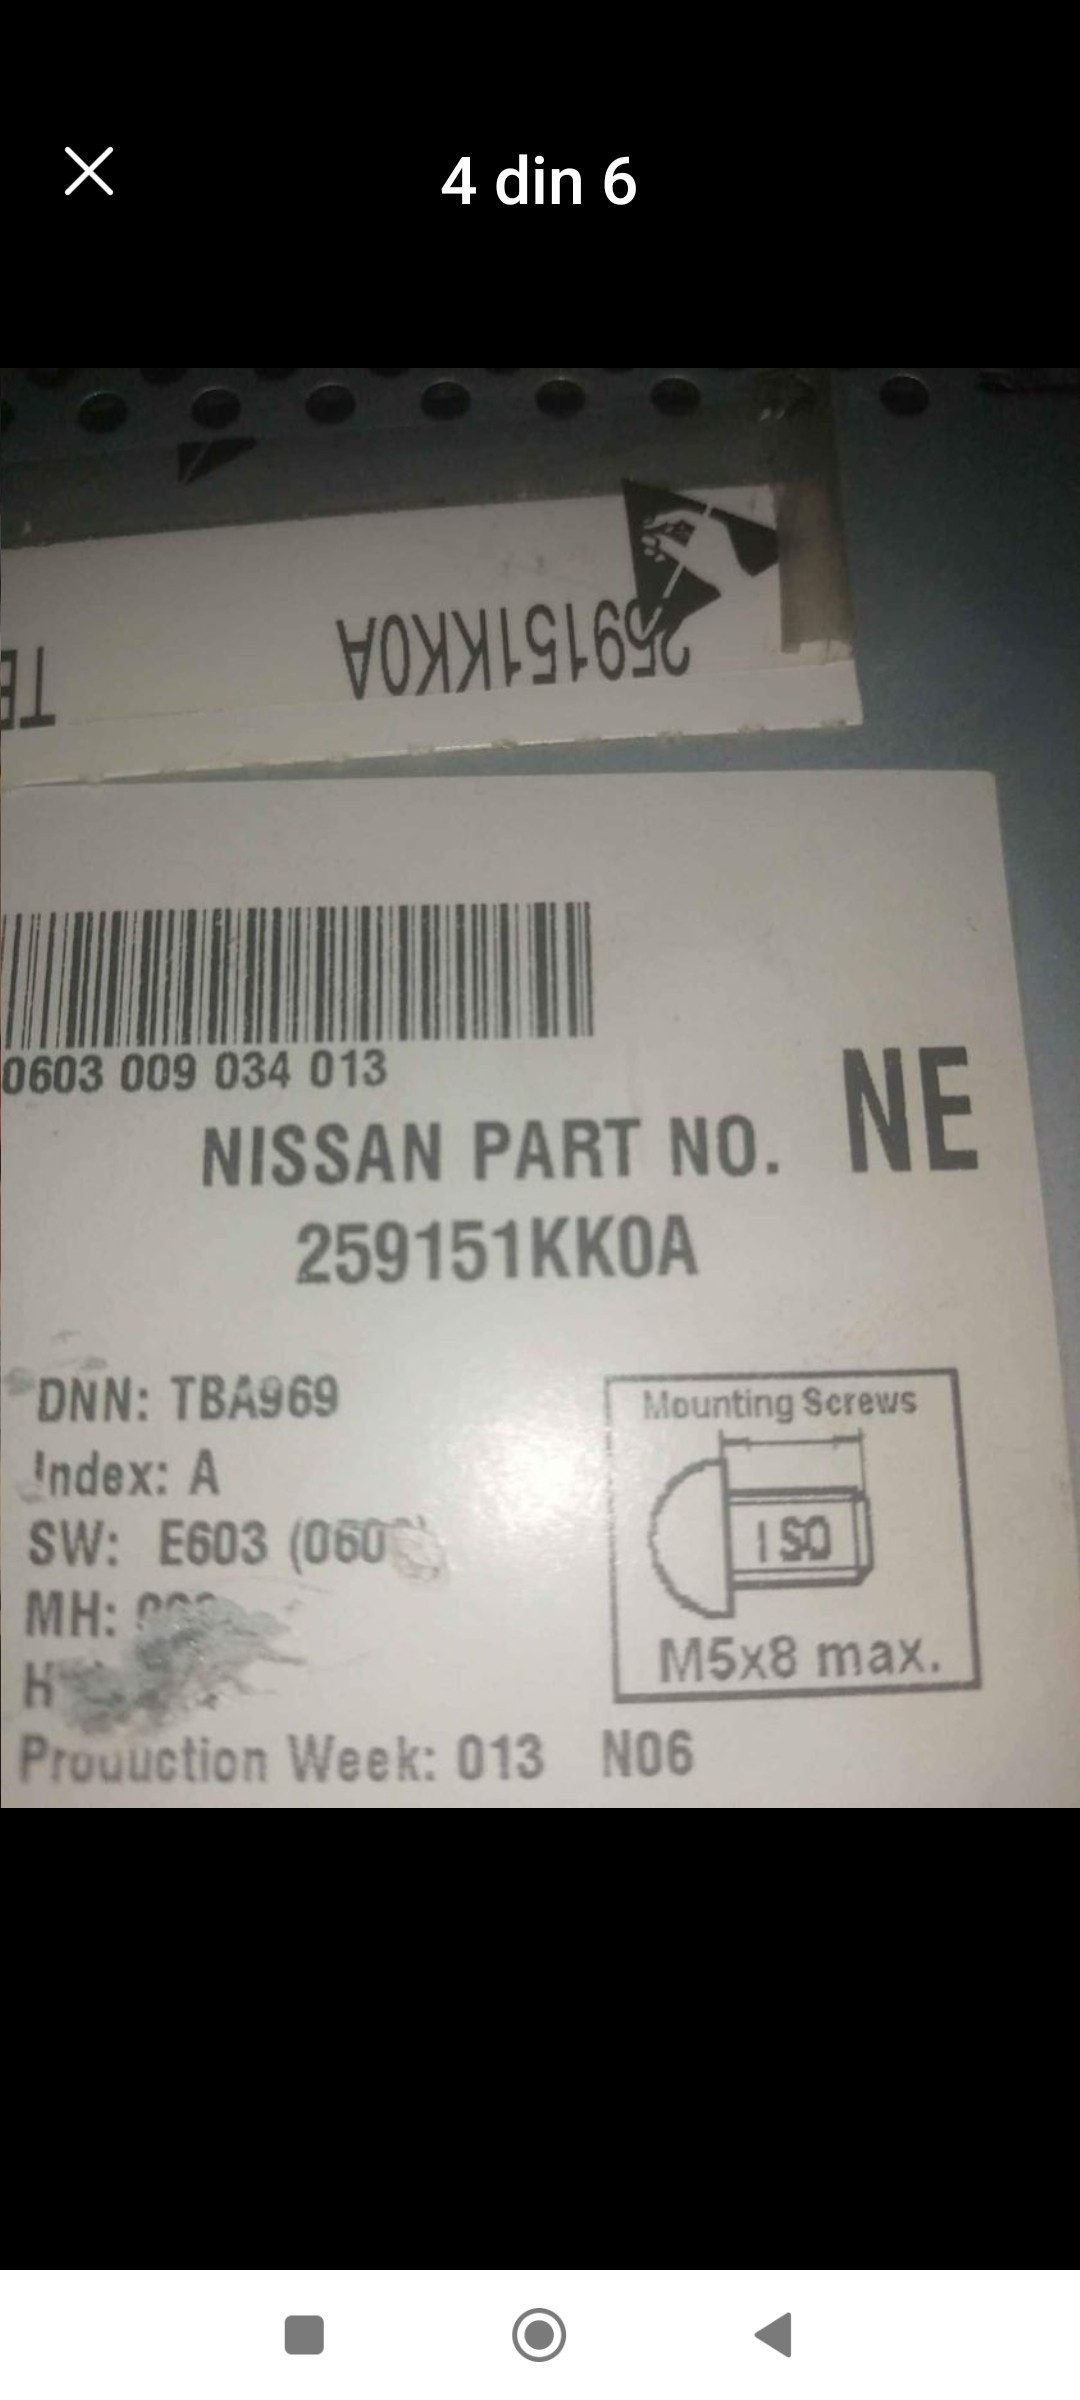 4 din 6
259151KK0A
0603 009 034 013
NISSAN PART NO. NE
259151KK0A
DNN: TBA969
Index: A
Mounting Screws
SW: E603
ISO
MH:
M5x8 max.
Production Week: 013 N06